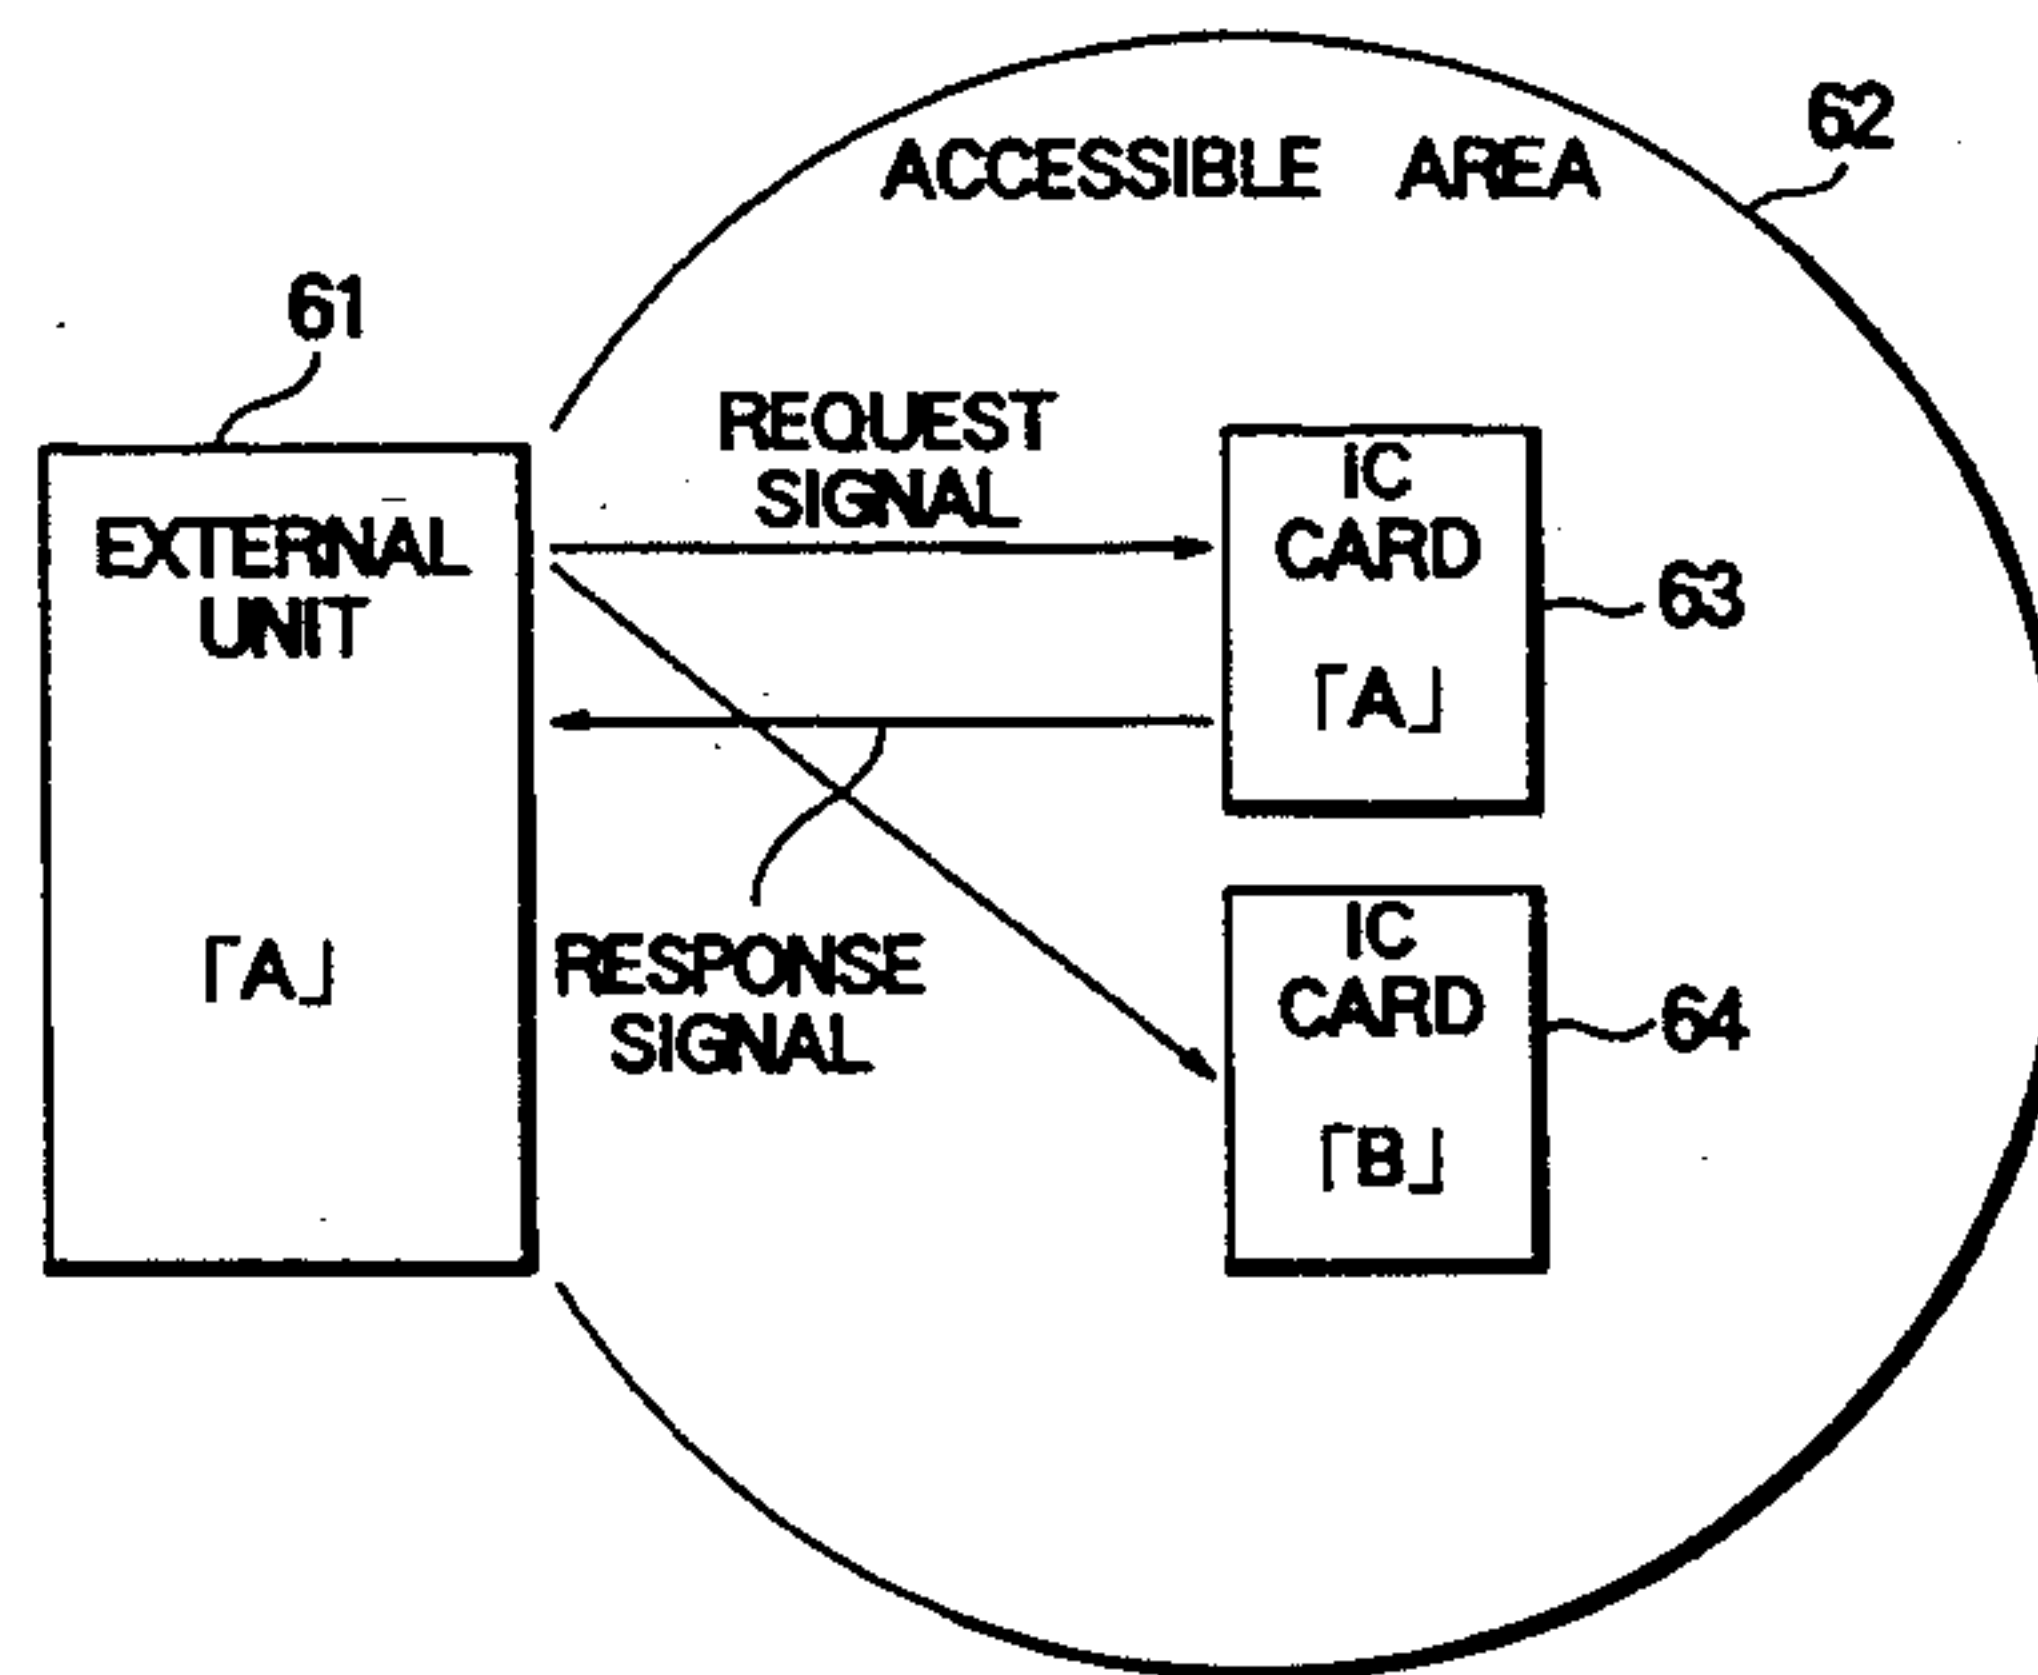 ACCESSIBLE AREA
62
61
REQUEST
SIGNAL
EXTERNAL
UNIT
「A」
IC
CARD
「A」
63
RESPONSE
SIGNAL
IC
CARD
「B」
64